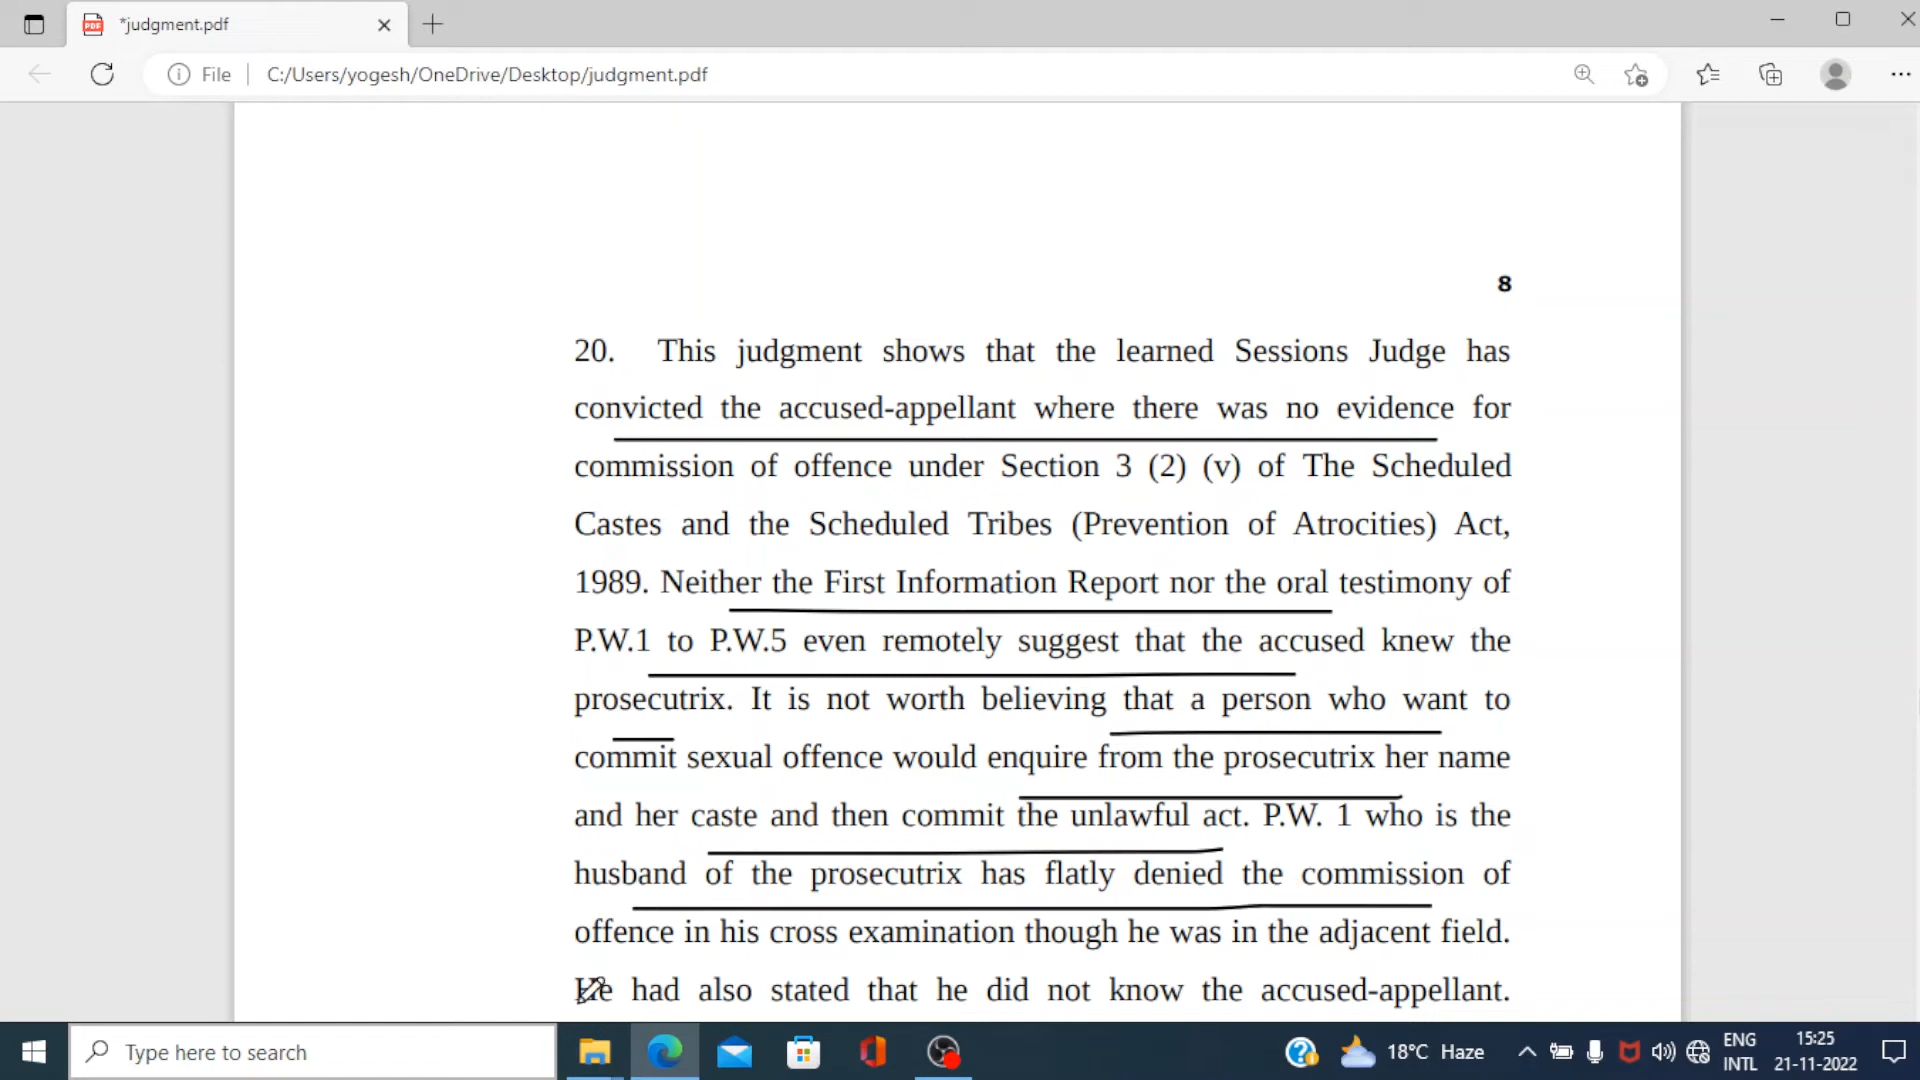 *judgment.pdf
File
C:/Users/yogesh/OneDrive/Desktop/judgment.pdf
8
20. This judgment shows that the learned Sessions Judge has
convicted the accused-appellant where there was no evidence for
commission of offence under Section 3 (2) (v) of The Scheduled
Castes and the Scheduled Tribes (Prevention of Atrocities) Act,
1989. Neither the First Information Report nor the oral testimony of
P.W.1 to P.W.5 even remotely suggest that the accused knew the
prosecutrix. It is not worth believing that a person who want to
commit sexual offence would enquire from the prosecutrix her name
and her caste and then commit the unlawful act. P.W. 1 who is the
husband of the prosecutrix has flatly denied the commission of
offence in his cross examination though he was in the adjacent field.
He had also stated that he did not know the accused-appellant.
Type here to search
18°C Haze
ENG
INTL
15:25
21-11-2022